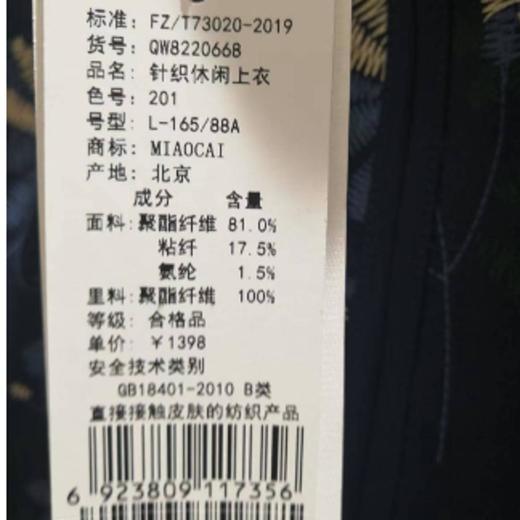 标准: FZ/T73020-2019
货号: QW8220668
品名: 针织休闲上衣
色号: 201
号型: L-165/88A
商标: MIAOCAI
产地: 北京
成分 含量
面料: 聚酯纤维 81.0%
粘纤 17.5%
氨纶 1.5%
里料: 聚酯纤维 100%
等级: 合格品
单价: ¥1398
安全技术类别
GB18401-2010 B类
直接接触皮肤的纺织产品
6 923809 117356